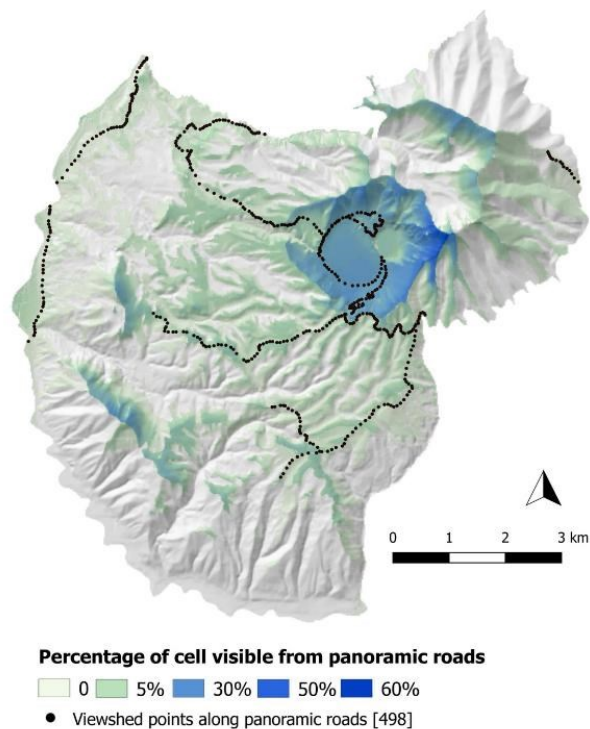 0 1 2 3 km
Percentage of cell visible from panoramic roads
0 5% 30% 50% 60%
Viewshed points along panoramic roads [498]